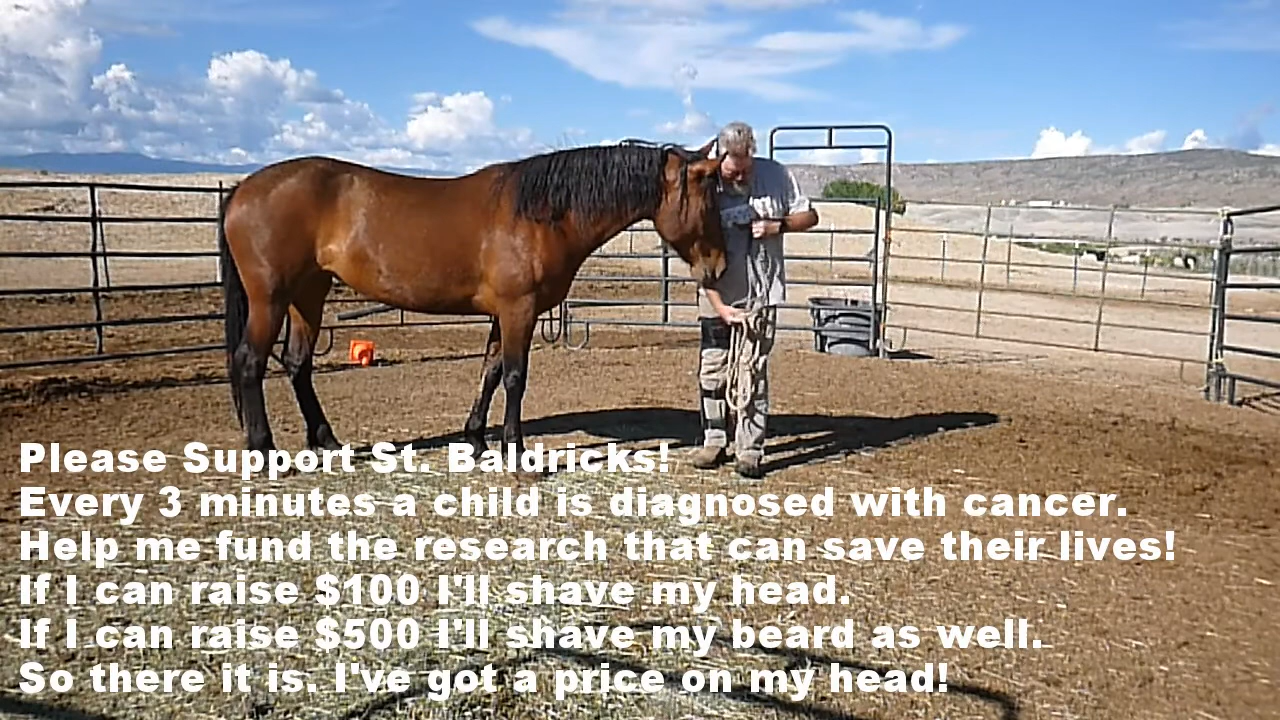 Please Support St. Baldricks!
Every 3 minutes a child is diagnosed with cancer.
Help me fund the research that can save their lives!
If I can raise $100 I'll shave my head.
If I can raise $500 I'll shave my beard as well.
So there it is. I've got a price on my head!